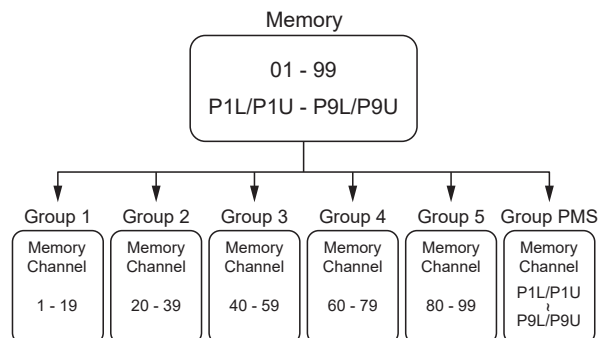 Memory
01 - 99
P1L/P1U - P9L/P9U
Group 1
Memory
Channel
1 - 19
Group 2
Memory
Channel
20 - 39
Group 3
Memory
Channel
40 - 59
Group 4
Memory
Channel
60 - 79
Group 5
Memory
Channel
80 - 99
Group PMS
Memory
Channel
P1L/P1U
~
P9L/P9U